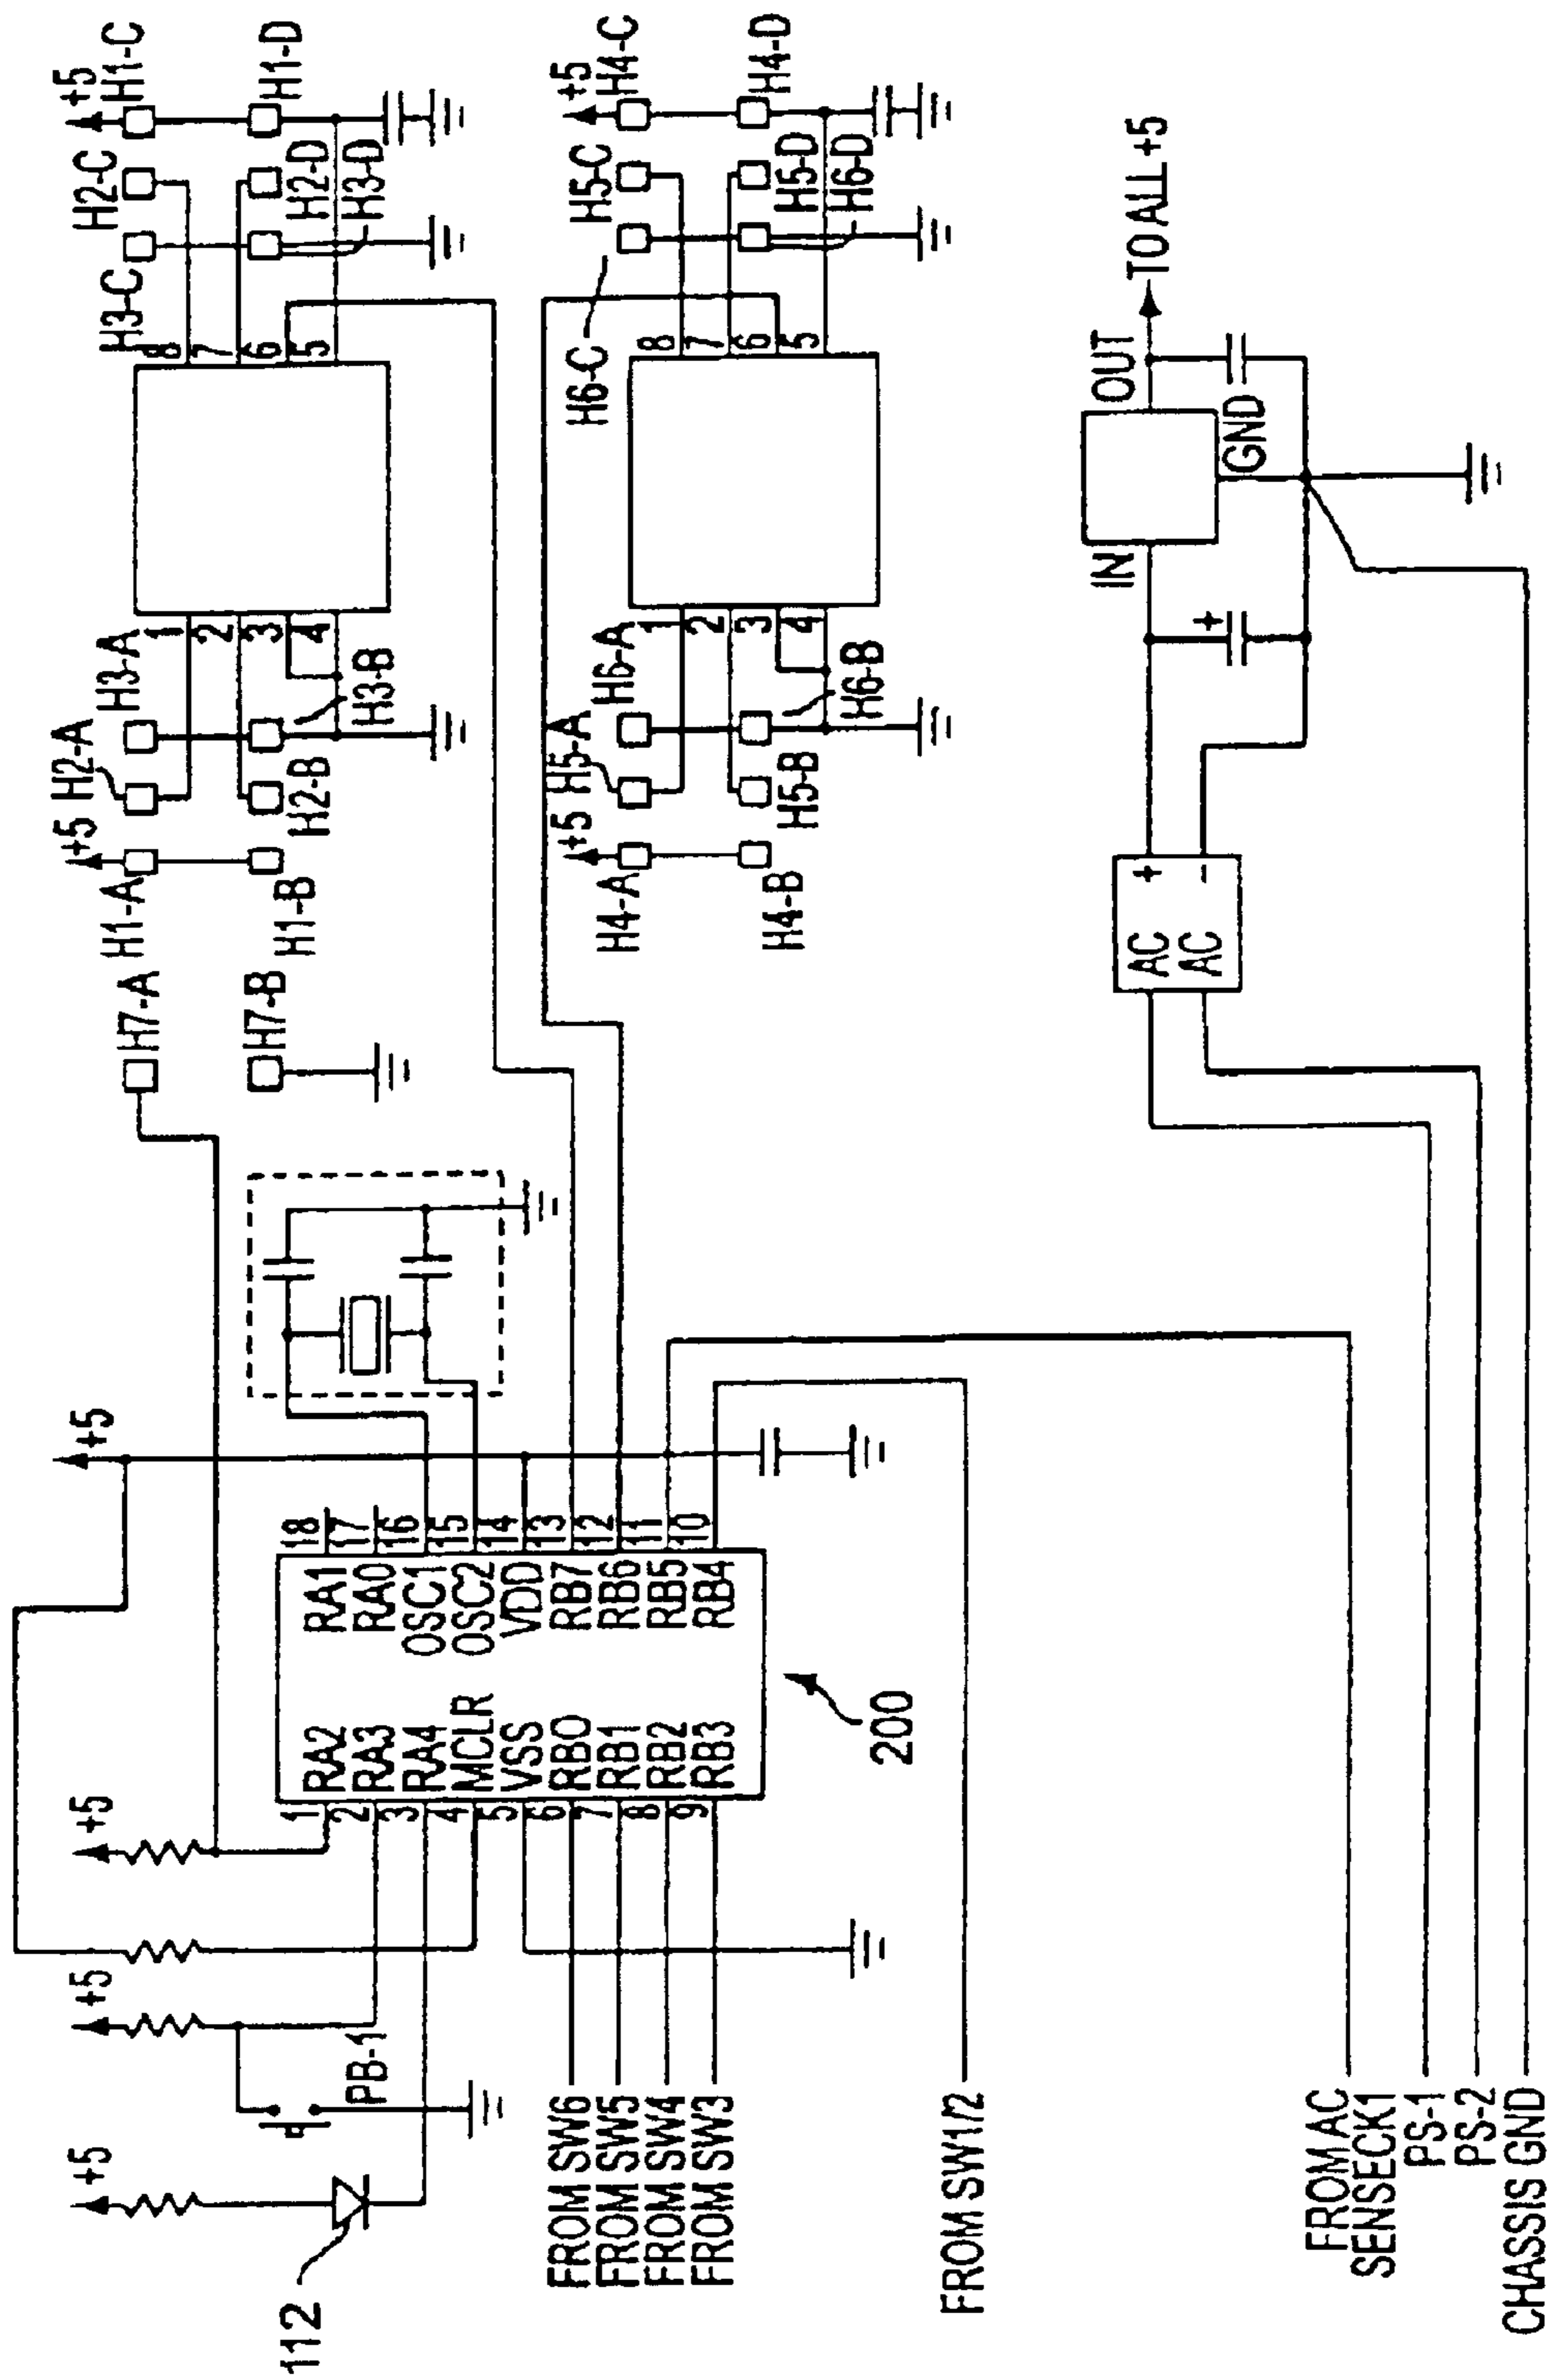 +5
+5
+5
+5
112
PB-1
1
2
3
4
5
6
7
8
9
RA2
RA3
RA4
MCLR
VSS
RB0
RB1
RB2
RB3
RA1
RA0
OSC1
OSC2
VDD
RB7
RB6
RB5
RB4
18
17
16
15
14
13
12
11
10
200
FROM SW6
FROM SW5
FROM SW4
FROM SW3
FROM SW1/2
FROM AC
SENSECK1
PS-1
PS-2
CHASSIS GND
H7-A
H7-B
+5
H1-A
H1-B
H2-A
H2-B
H3-A
H3-B
1
2
3
4
8
7
6
5
H3-C
H2-C
+5
H1-C
H1-D
H2-D
H3-D
+5
H4-A
H4-B
H5-A
H5-B
H6-A
H6-B
1
2
3
4
8
7
6
5
H6-C
H5-C
+5
H4-C
H4-D
H5-D
H6-D
AC +
AC -
+
IN
OUT
GND
TO ALL +5